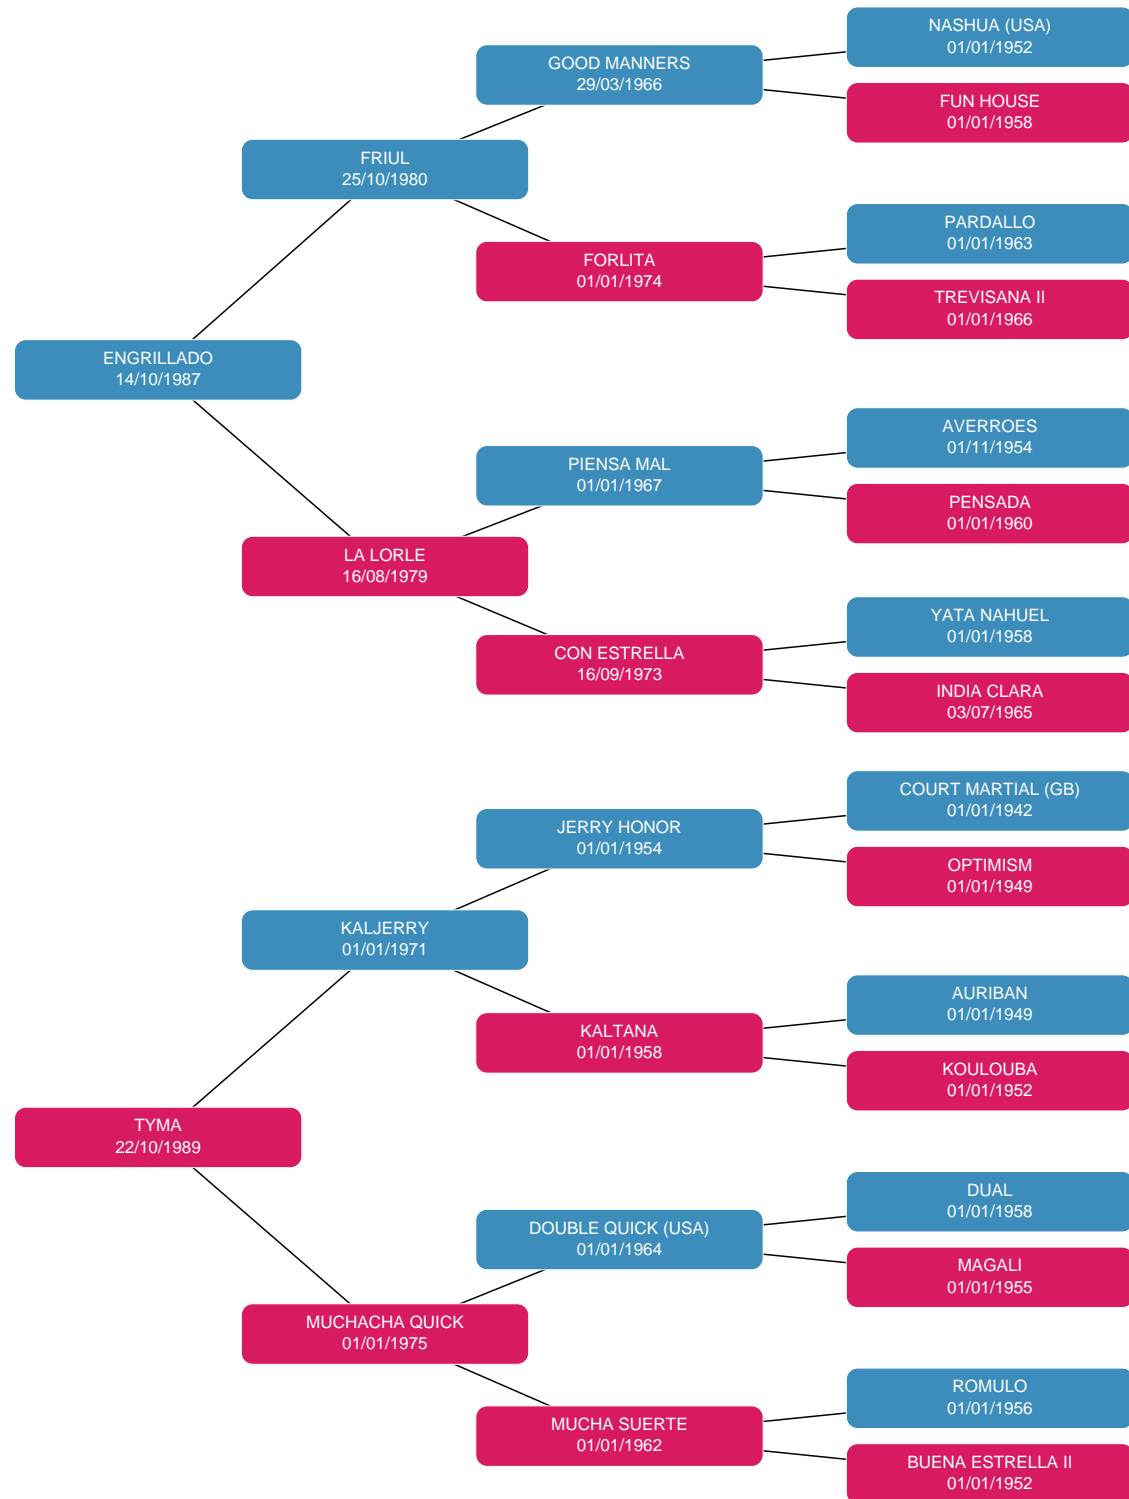 NASHUA (USA)
01/01/1952
GOOD MANNERS
29/03/1966
FUN HOUSE
01/01/1958
FRIUL
25/10/1980
PARDALLO
01/01/1963
FORLITA
01/01/1974
TREVISANA II
01/01/1966
ENGRILLADO
14/10/1987
AVERROES
01/11/1954
PIENSA MAL
01/01/1967
PENSADA
01/01/1960
LA LORLE
16/08/1979
YATA NAHUEL
01/01/1958
CON ESTRELLA
16/09/1973
INDIA CLARA
03/07/1965
COURT MARTIAL (GB)
01/01/1942
JERRY HONOR
01/01/1954
OPTIMISM
01/01/1949
KALJERRY
01/01/1971
AURIBAN
01/01/1949
KALTANA
01/01/1958
KOULOUBA
01/01/1952
TYMA
22/10/1989
DUAL
01/01/1958
DOUBLE QUICK (USA)
01/01/1964
MAGALI
01/01/1955
MUCHACHA QUICK
01/01/1975
ROMULO
01/01/1956
MUCHA SUERTE
01/01/1962
BUENA ESTRELLA II
01/01/1952